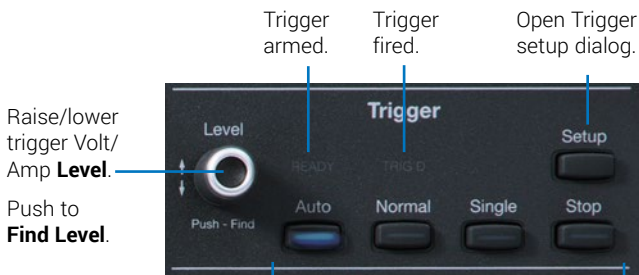 Trigger
armed.
Trigger
fired.
Open Trigger
setup dialog.
Raise/lower
trigger Volt/
Amp Level.
Push to
Find Level.
Trigger
Level
Setup
READY
TRIG'D
Push - Find
Auto
Normal
Single
Stop